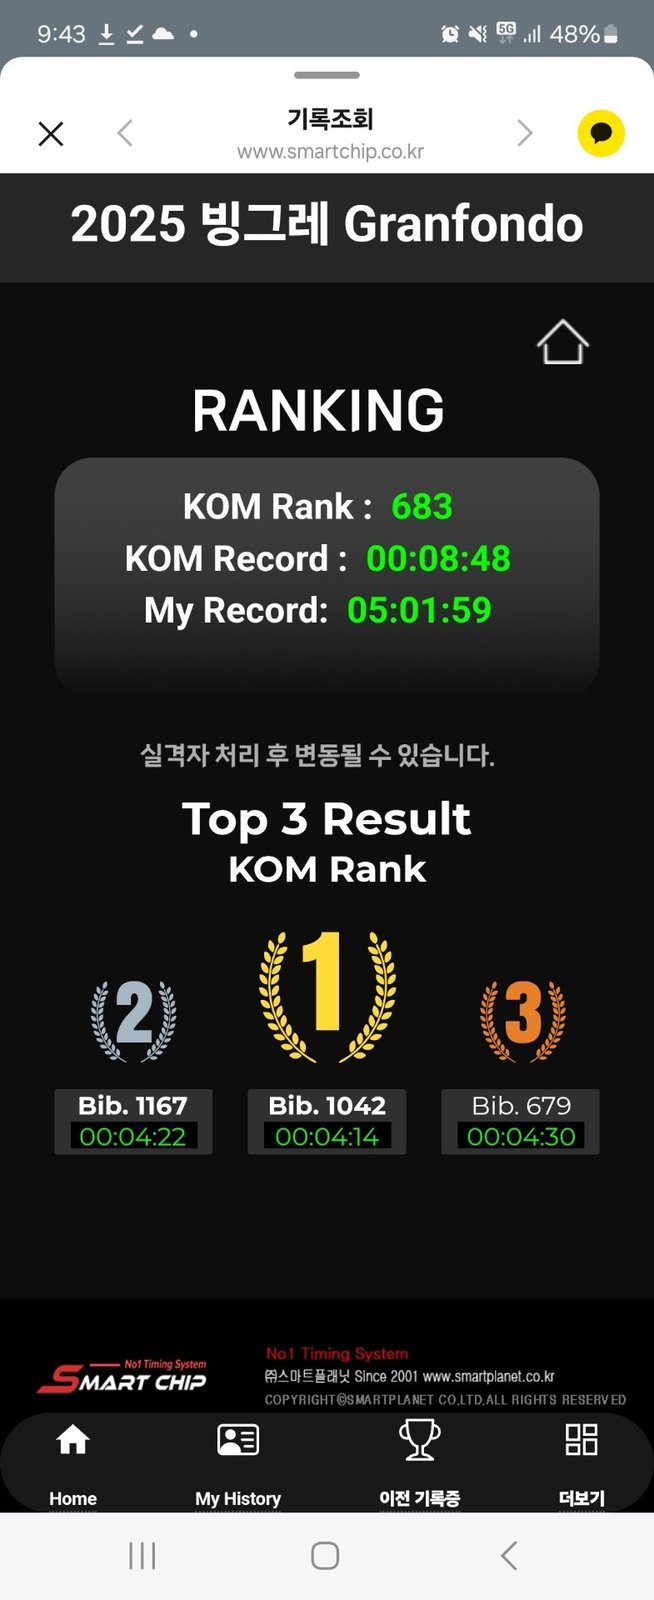 9:43
5G 48%
기록조회
www.smartchip.co.kr
2025 빙그레 Granfondo
RANKING
KOM Rank : 683
KOM Record : 00:08:48
My Record: 05:01:59
실격자 처리 후 변동될 수 있습니다.
Top 3 Result
KOM Rank
2 1 3
Bib. 1167 Bib. 1042 Bib. 679
00:04:22 00:04:14 00:04:30
No1 Timing System
SMART CHIP
No1 Timing System
㈜스마트플래닛 Since 2001 www.smartplanet.co.kr
COPYRIGHT©SMARTPLANET CO,LTD,ALL RIGHTS RESERVED
Home My History 이전 기록증 더보기